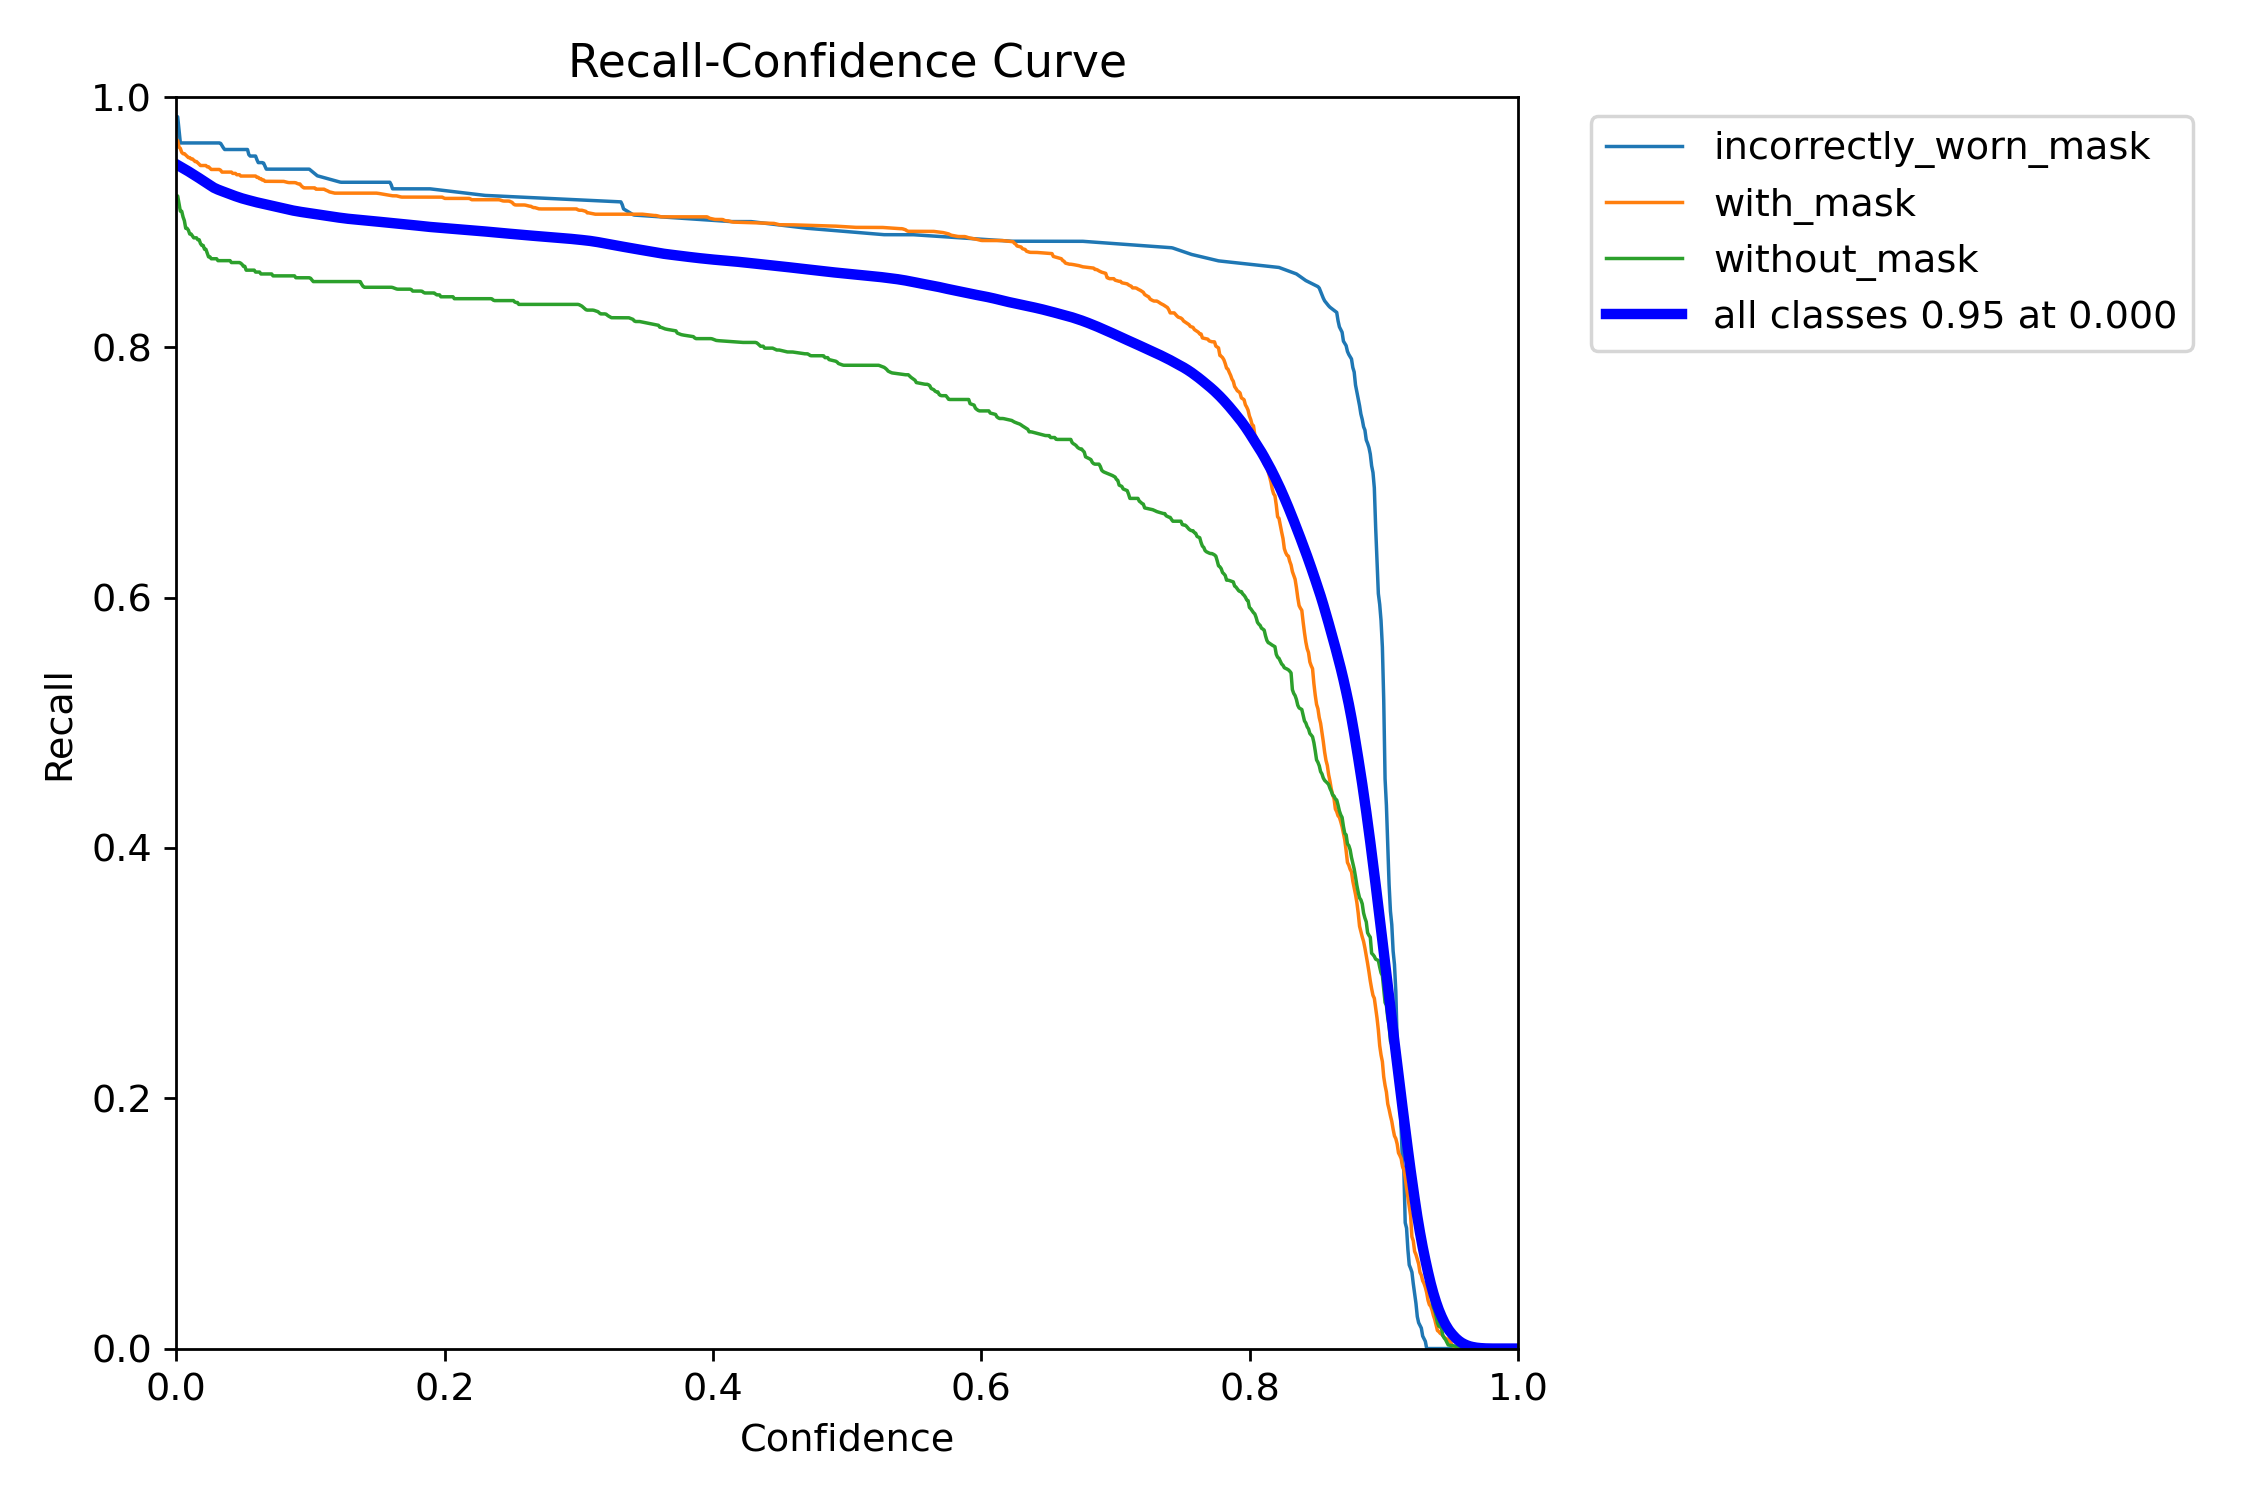 Recall-Confidence Curve
1.0
0.8
0.6
0.4
0.2
0.0
Recall
0.0 0.2 0.4 0.6 0.8 1.0
Confidence
incorrectly_worn_mask
with_mask
without_mask
all classes 0.95 at 0.000